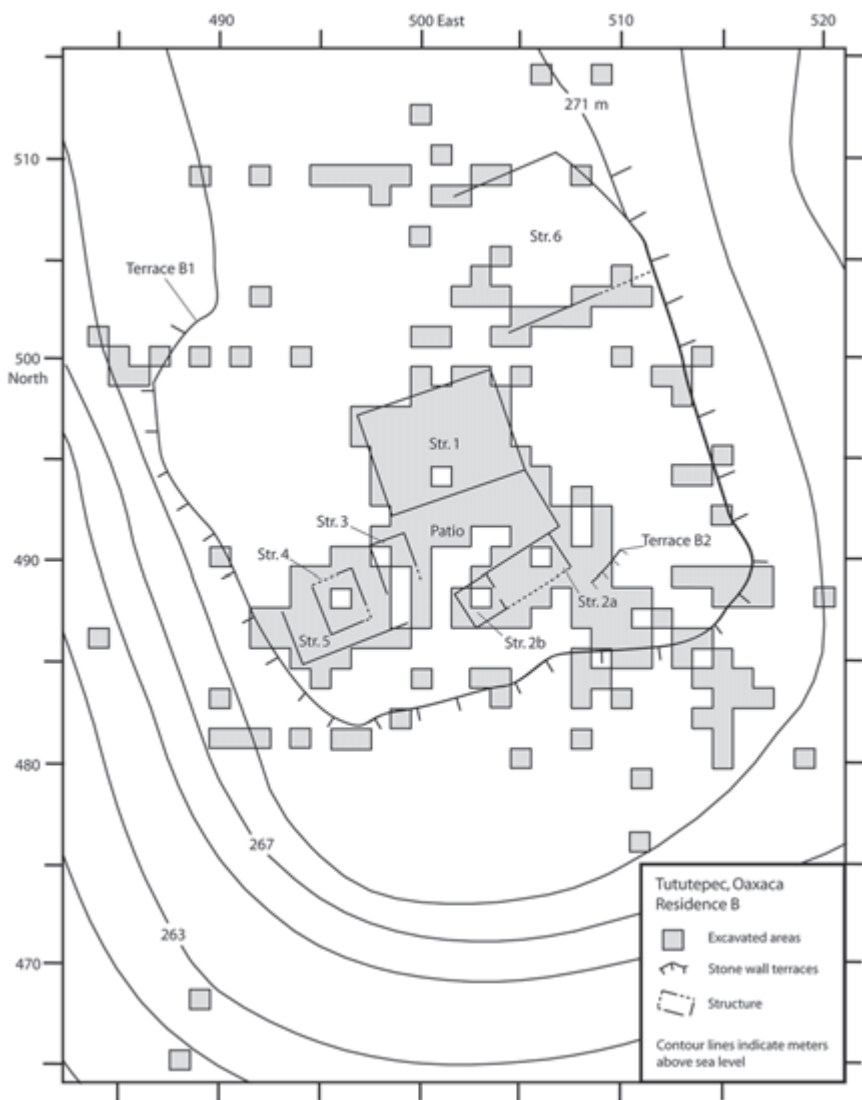 490
500 East
510
520
271 m
510
Str. 6
Terrace B1
500
North
Str. 1
Str. 3
Patio
Terrace B2
490
Str. 4
Str. 2a
Str. 5
Str. 2b
480
267
Tututepec, Oaxaca
Residence B
263
Excavated areas
470
Stone wall terraces
Structure
Contour lines indicate meters
above sea level